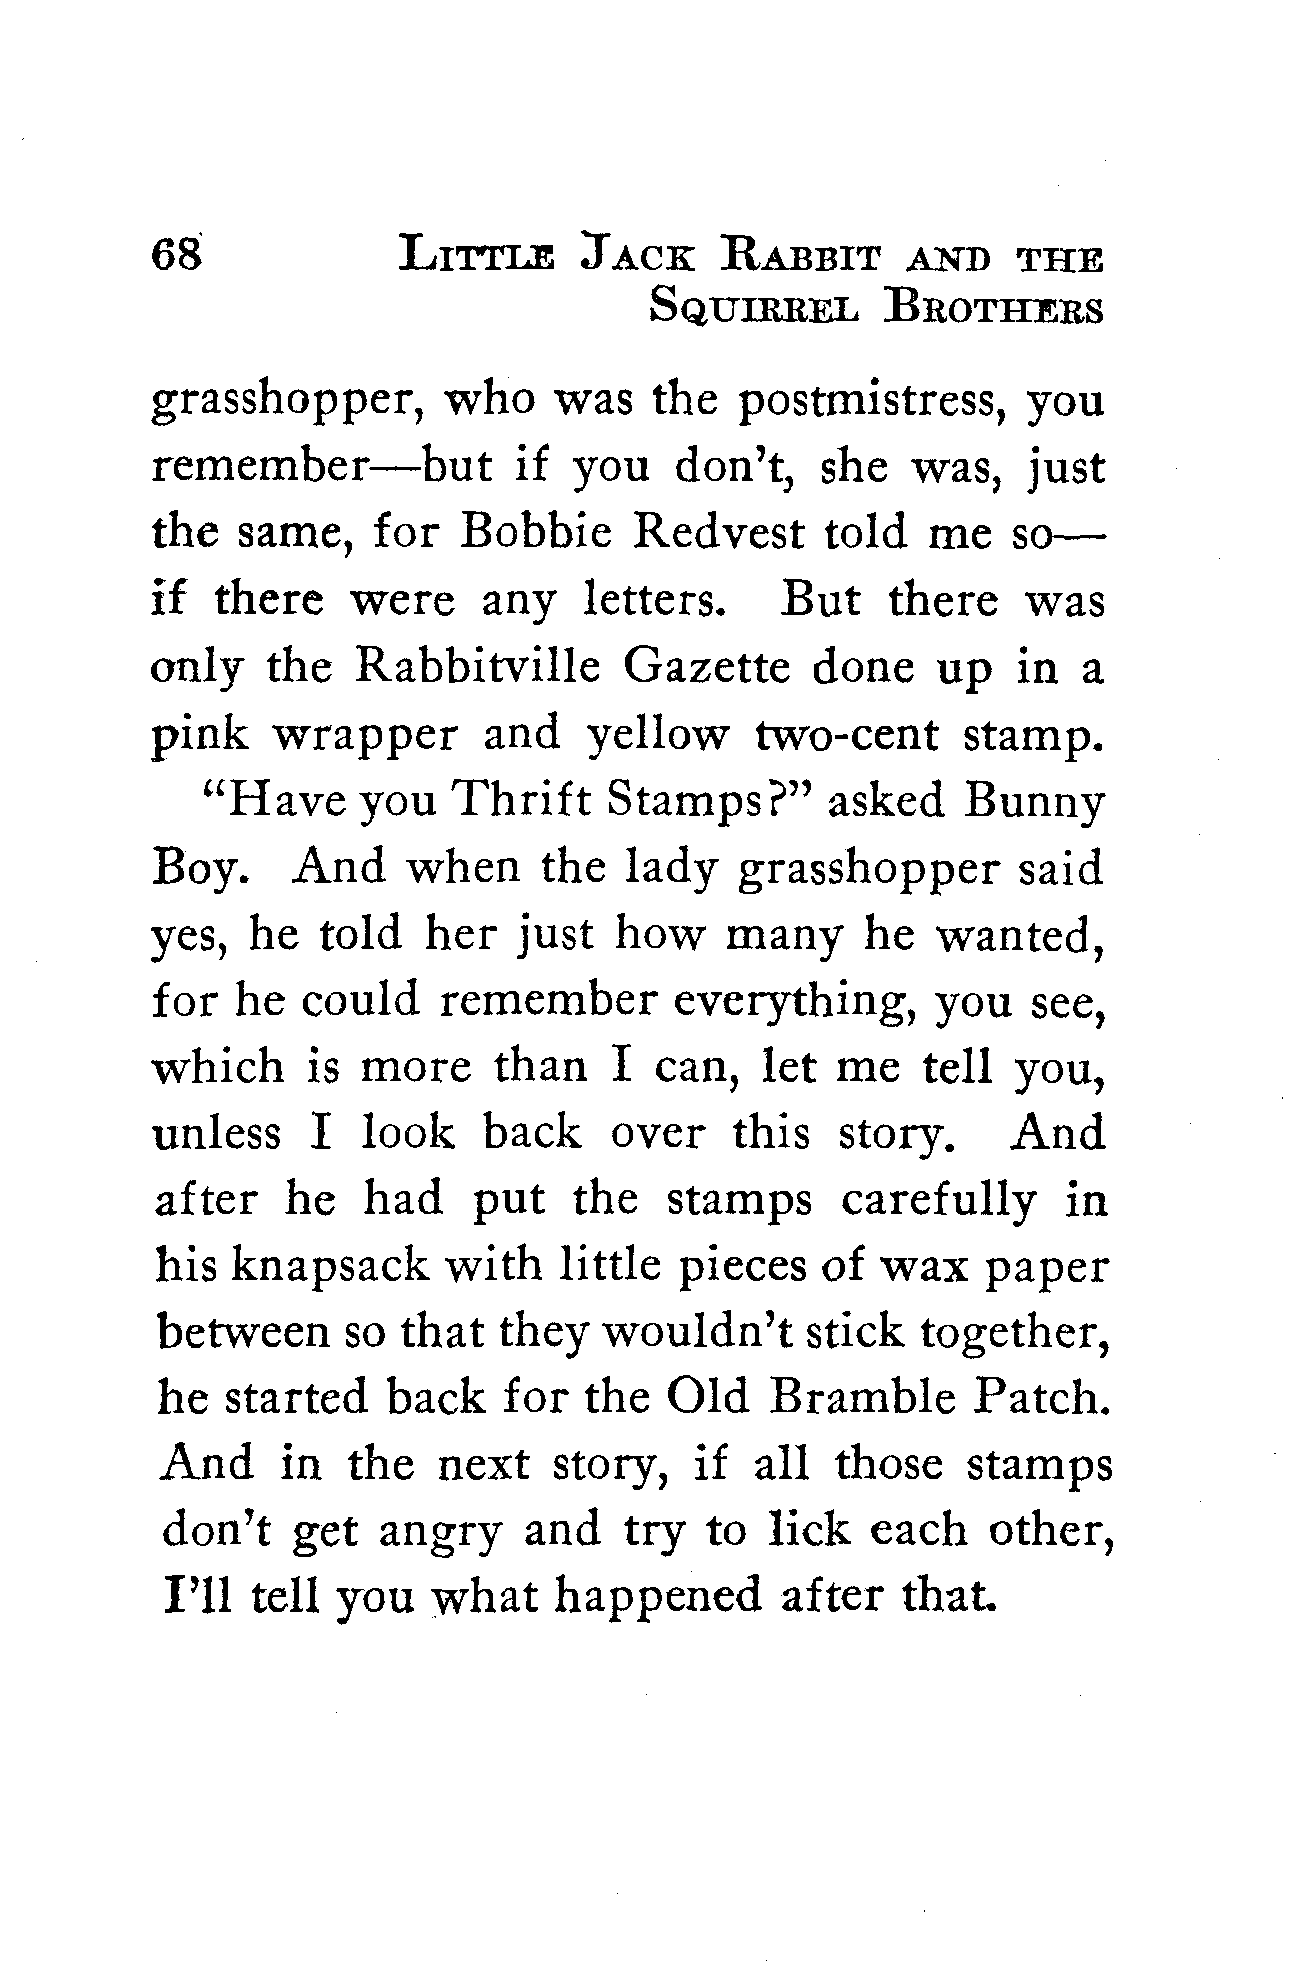 68 Little Jack Rabbit and the
Squirrel Brothers
grasshopper, who was the postmistress, you
remember—but if you don't, she was, just
the same, for Bobbie Redvest told me so—
if there were any letters. But there was
only the Rabbitville Gazette done up in a
pink wrapper and yellow two-cent stamp.
“Have you Thrift Stamps?” asked Bunny
Boy. And when the lady grasshopper said
yes, he told her just how many he wanted,
for he could remember everything, you see,
which is more than I can, let me tell you,
unless I look back over this story. And
after he had put the stamps carefully in
his knapsack with little pieces of wax paper
between so that they wouldn't stick together,
he started back for the Old Bramble Patch.
And in the next story, if all those stamps
don't get angry and try to lick each other,
I'll tell you what happened after that.